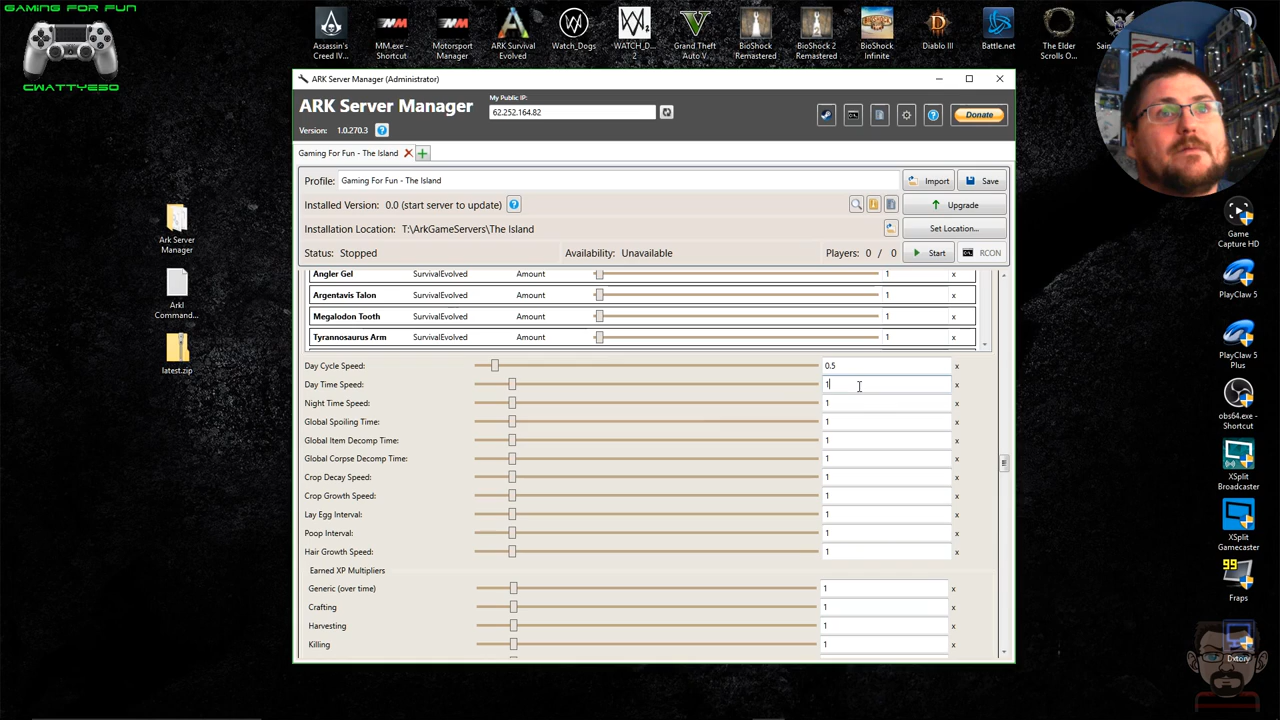 GAMING FOR FUN
CWATTYE50
Assassin's
Creed IV...
MM.exe -
Shortcut
Motorsport
Manager
ARK Survival
Evolved
Watch_Dogs
WATCH_D...
2
Grand Theft
Auto V
BioShock
Remastered
BioShock 2
Remastered
BioShock
Infinite
Diablo III
Battle.net
The Elder
Scrolls O...
ARK Server Manager (Administrator)
ARK Server Manager
My Public IP:
62.252.164.82
Version: 1.0.270.3
Donate
Gaming For Fun - The Island
Profile: Gaming For Fun - The Island
Import
Save
Installed Version: 0.0 (start server to update)
Upgrade
Installation Location: T:\ArkGameServers\The Island
Set Location...
Status: Stopped
Availability: Unavailable
Players: 0 / 0
Start
RCON
Angler Gel SurvivalEvolved Amount 1 x
Argentavis Talon SurvivalEvolved Amount 1 x
Megalodon Tooth SurvivalEvolved Amount 1 x
Tyrannosaurus Arm SurvivalEvolved Amount 1 x
Day Cycle Speed: 0.5 x
Day Time Speed: 1 x
Night Time Speed: 1 x
Global Spoiling Time: 1 x
Global Item Decomp Time: 1 x
Global Corpse Decomp Time: 1 x
Crop Decay Speed: 1 x
Crop Growth Speed: 1 x
Lay Egg Interval: 1 x
Poop Interval: 1 x
Hair Growth Speed: 1 x
Earned XP Multipliers
Generic (over time) 1 x
Crafting 1 x
Harvesting 1 x
Killing 1 x
Ark Server
Manager
Arkl
Command...
latest.zip
Game
Capture HD
PlayClaw 5
PlayClaw 5
Plus
obs64.exe -
Shortcut
XSplit
Broadcaster
XSplit
Gamecaster
99
Fraps
Dxtory